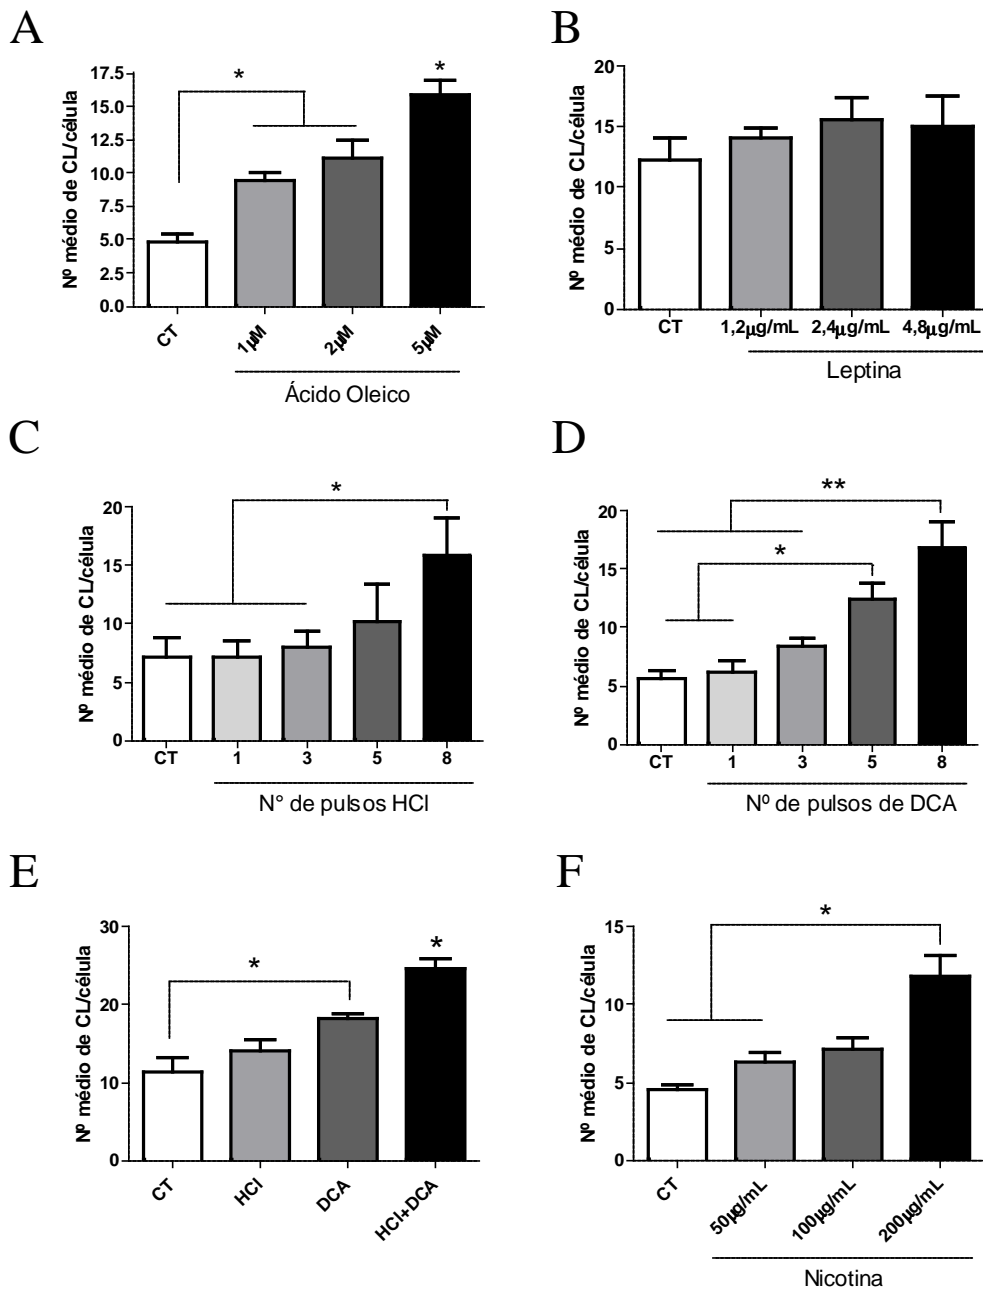 A
Nº médio de CL/célula
17.5
15.0
12.5
10.0
7.5
5.0
2.5
0.0
*
*
CT
1µM
2µM
5µM
Ácido Oleico
B
Nº médio de CL/célula
20
15
10
5
0
CT
1,2µg/mL
2,4µg/mL
4,8µg/mL
Leptina
C
Nº médio de CL/célula
20
15
10
5
0
*
CT
1
3
5
8
N° de pulsos HCl
D
Nº médio de CL/célula
20
15
10
5
0
**
*
CT
1
3
5
8
Nº de pulsos de DCA
E
Nº médio de CL/célula
30
20
10
0
*
*
CT
HCl
DCA
HCl+DCA
F
Nº médio de CL/célula
15
10
5
0
*
CT
50µg/mL
100µg/mL
200µg/mL
Nicotina